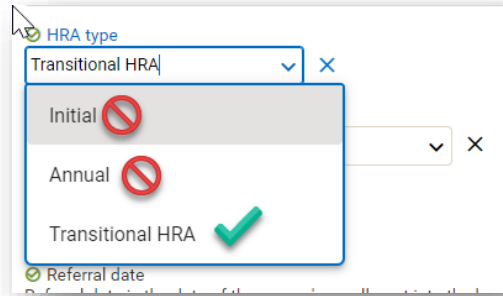 HRA type
Transitional HRA
Initial
Annual
Transitional HRA
Referral date